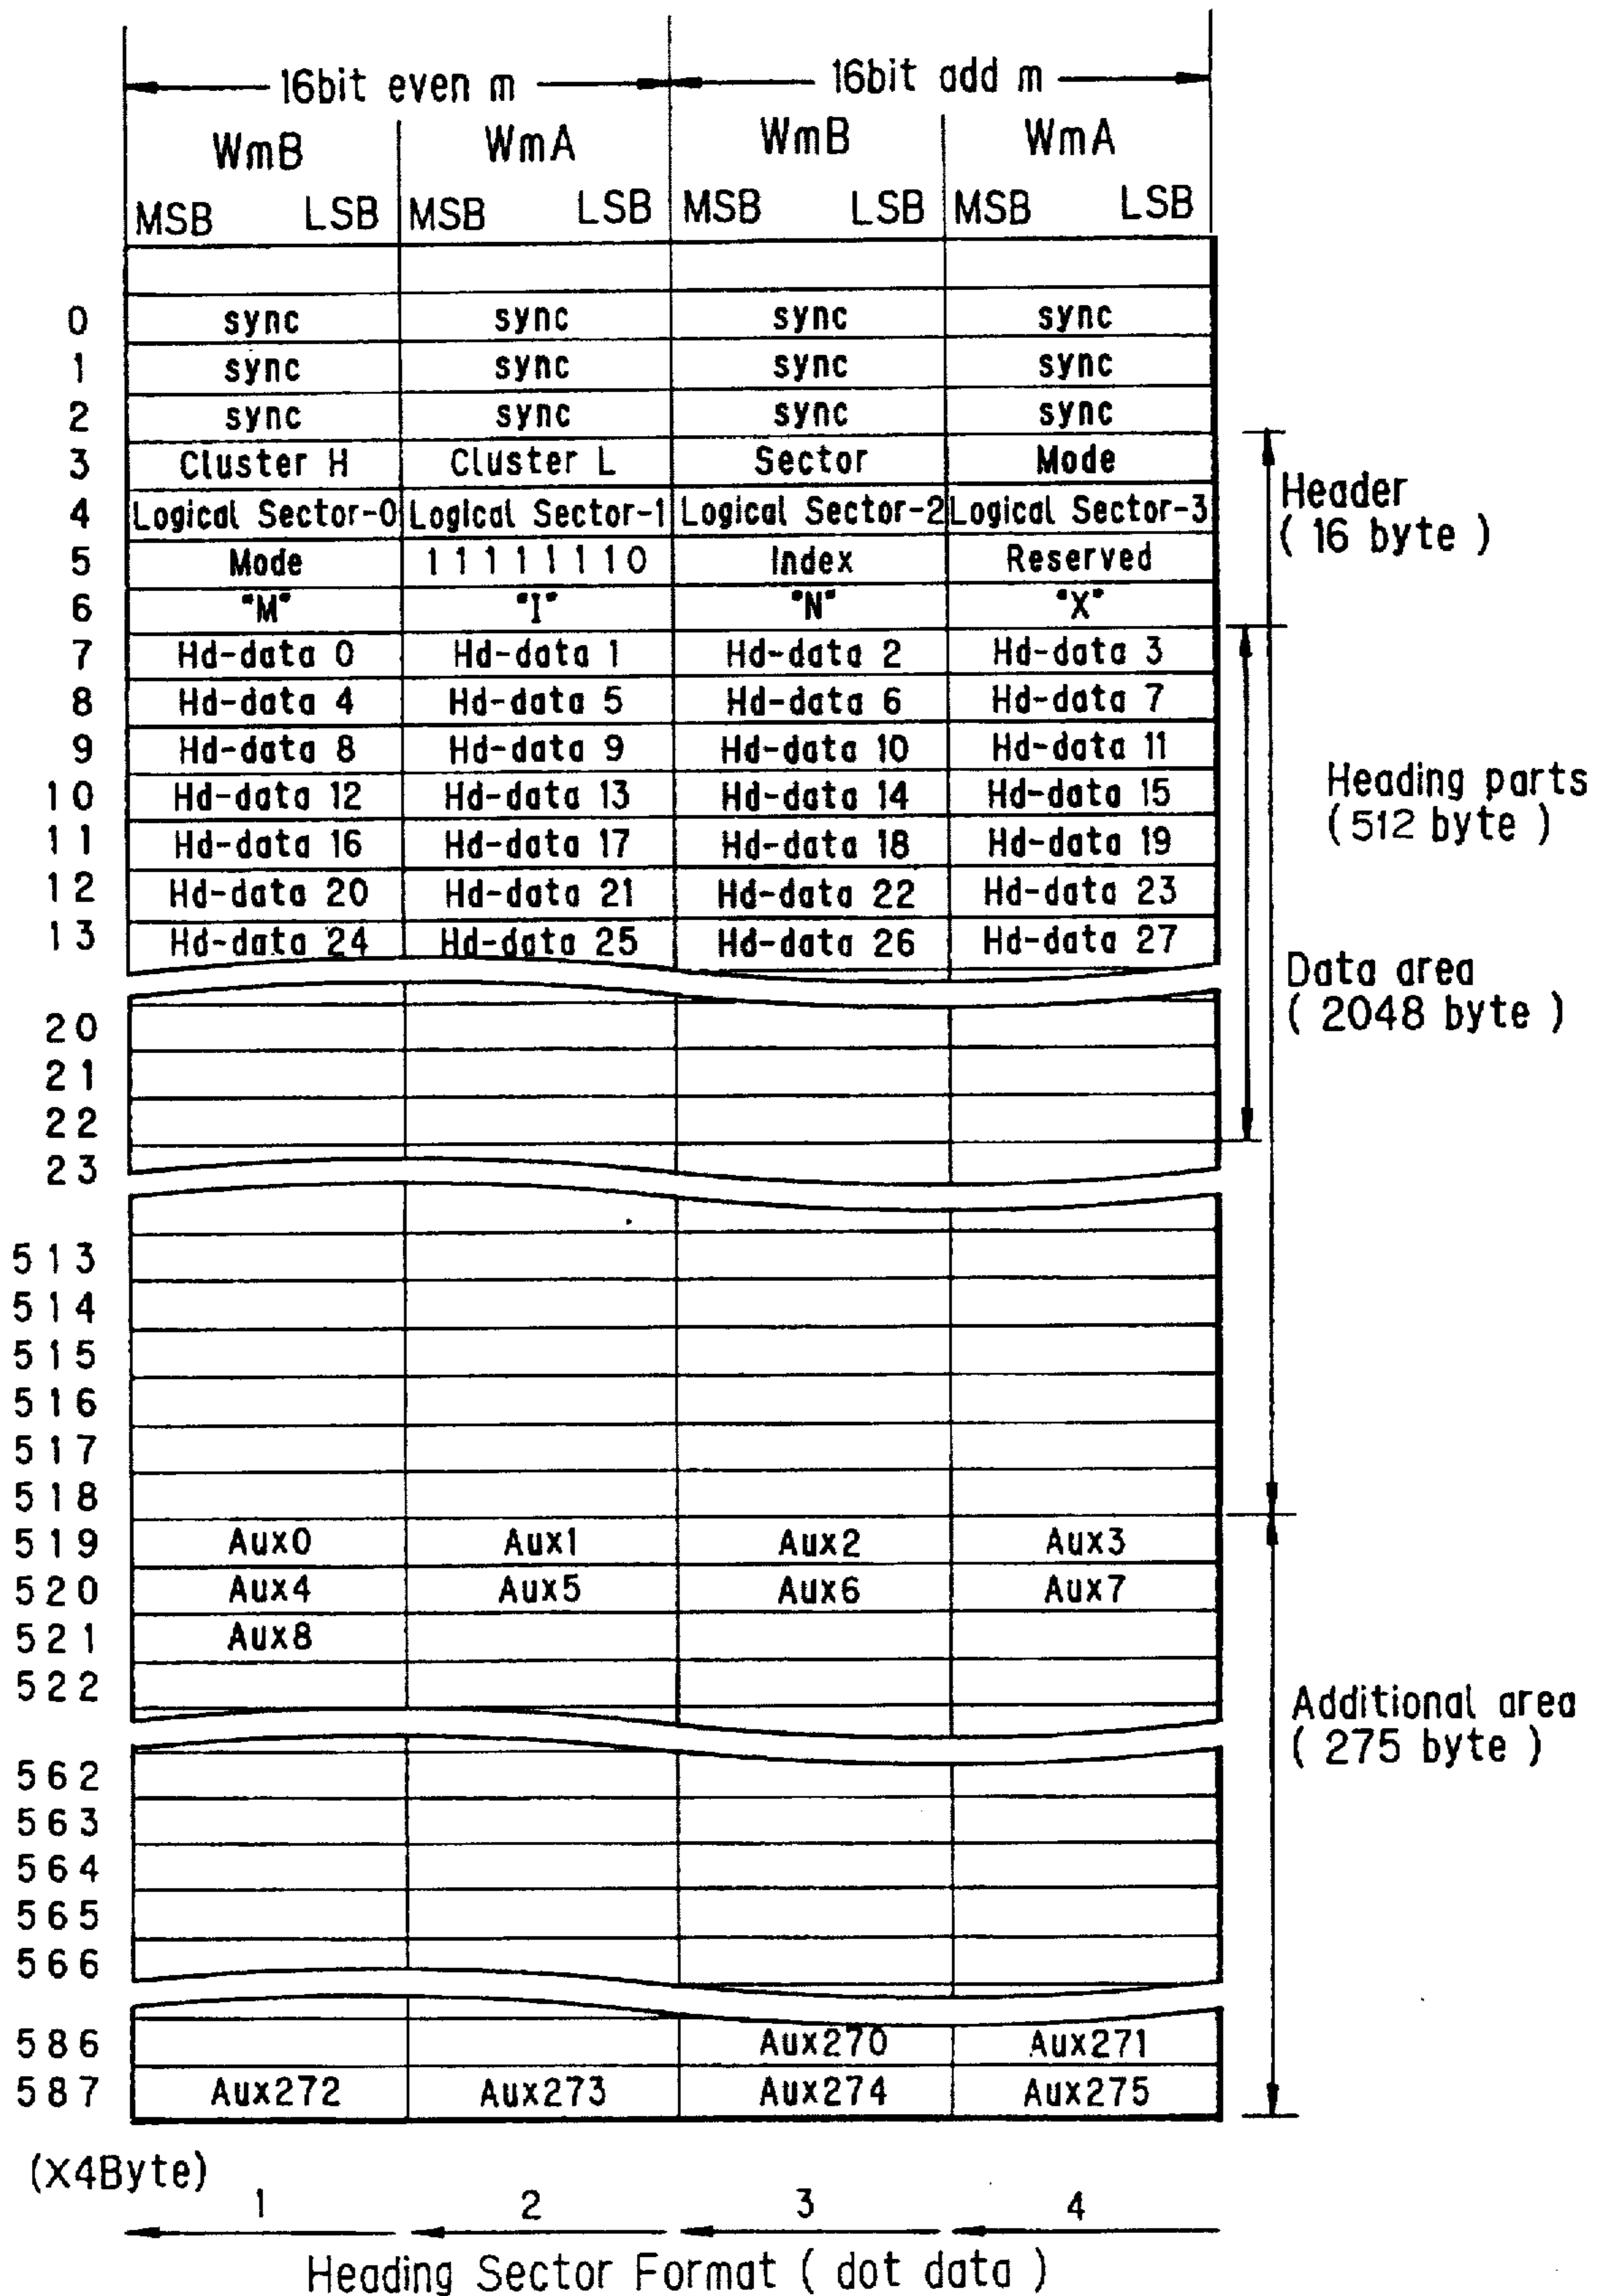 16bit even m 16bit add m
WmB WmA WmB WmA
MSB LSB MSB LSB MSB LSB MSB LSB
0 sync sync sync sync
1 sync sync sync sync
2 sync sync sync sync
3 Cluster H Cluster L Sector Mode
4 Logical Sector-0 Logical Sector-1 Logical Sector-2 Logical Sector-3
Header
( 16 byte )
5 Mode 11111110 Index Reserved
6 "M" "I" "N" "X"
7 Hd-data 0 Hd-data 1 Hd-data 2 Hd-data 3
8 Hd-data 4 Hd-data 5 Hd-data 6 Hd-data 7
9 Hd-data 8 Hd-data 9 Hd-data 10 Hd-data 11
10 Hd-data 12 Hd-data 13 Hd-data 14 Hd-data 15
Heading parts
( 512 byte )
11 Hd-data 16 Hd-data 17 Hd-data 18 Hd-data 19
12 Hd-data 20 Hd-data 21 Hd-data 22 Hd-data 23
13 Hd-data 24 Hd-data 25 Hd-data 26 Hd-data 27
Data area
( 2048 byte )
20
21
22
23
513
514
515
516
517
518
519 Aux0 Aux1 Aux2 Aux3
520 Aux4 Aux5 Aux6 Aux7
521 Aux8
522
Additional area
( 275 byte )
562
563
564
565
566
586 Aux270 Aux271
587 Aux272 Aux273 Aux274 Aux275
(X4Byte)
1 2 3 4
Heading Sector Format ( dot data )